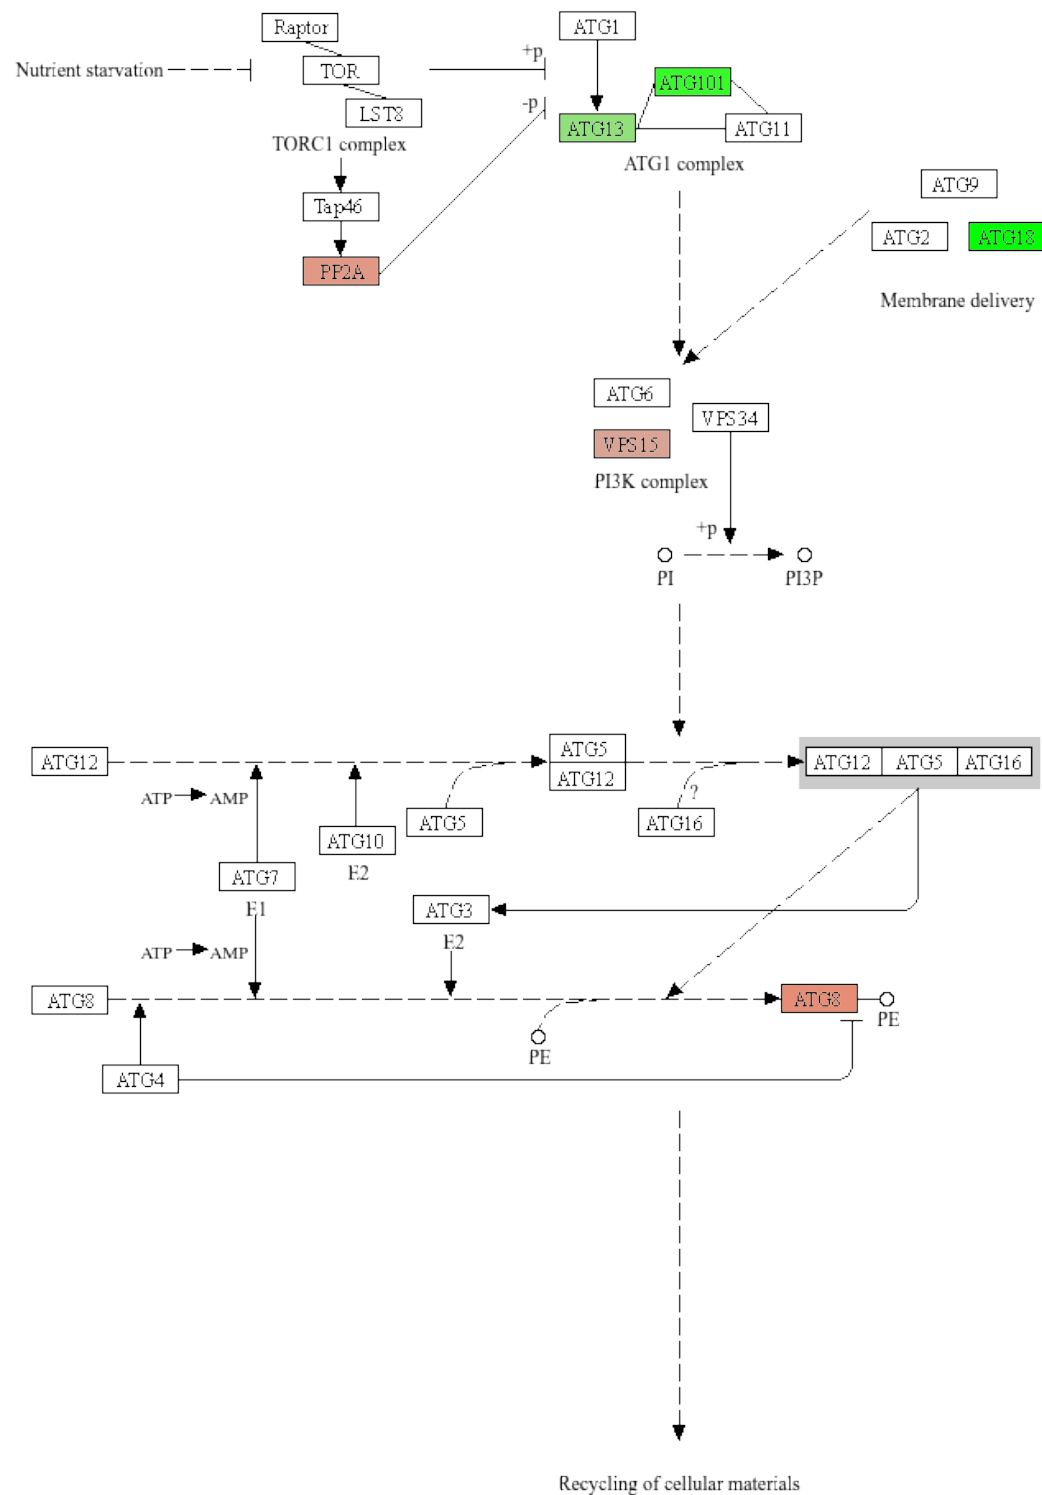 Raptor
ATG1
+p
Nutrient starvation
TOR
ATG101
-p
LST8
ATG13
ATG11
TORC1 complex
ATG1 complex
ATG9
Tap46
ATG2
ATG18
PP2A
Membrane delivery
ATG6
VPS34
VPS15
PI3K complex
+p
PI
PI3P
ATG12
ATG5
ATG12
ATG12 ATG5 ATG16
ATP
AMP
?
ATG5
ATG16
ATG10
E2
ATG7
E1
ATG3
E2
ATP
AMP
ATG8
ATG8
PE
PE
ATG4
Recycling of cellular materials